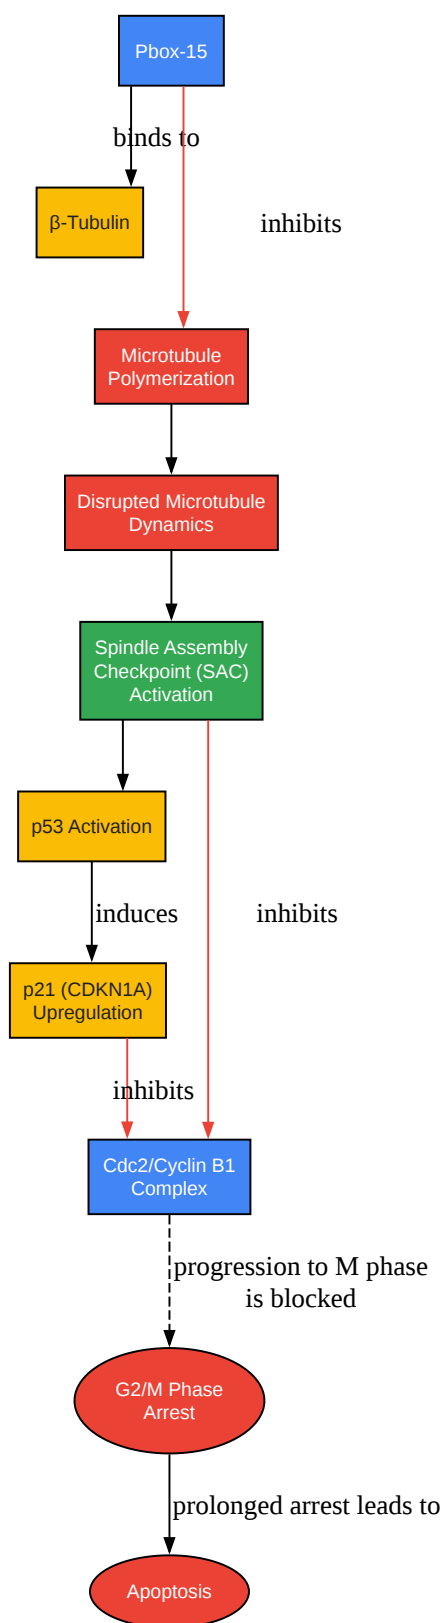 Pbox-15
binds to
β-Tubulin
inhibits
Microtubule
Polymerization
Disrupted Microtubule
Dynamics
Spindle Assembly
Checkpoint (SAC)
Activation
p53 Activation
induces
inhibits
p21 (CDKN1A)
Upregulation
inhibits
Cdc2/Cyclin B1
Complex
progression to M phase
is blocked
G2/M Phase
Arrest
prolonged arrest leads to
Apoptosis